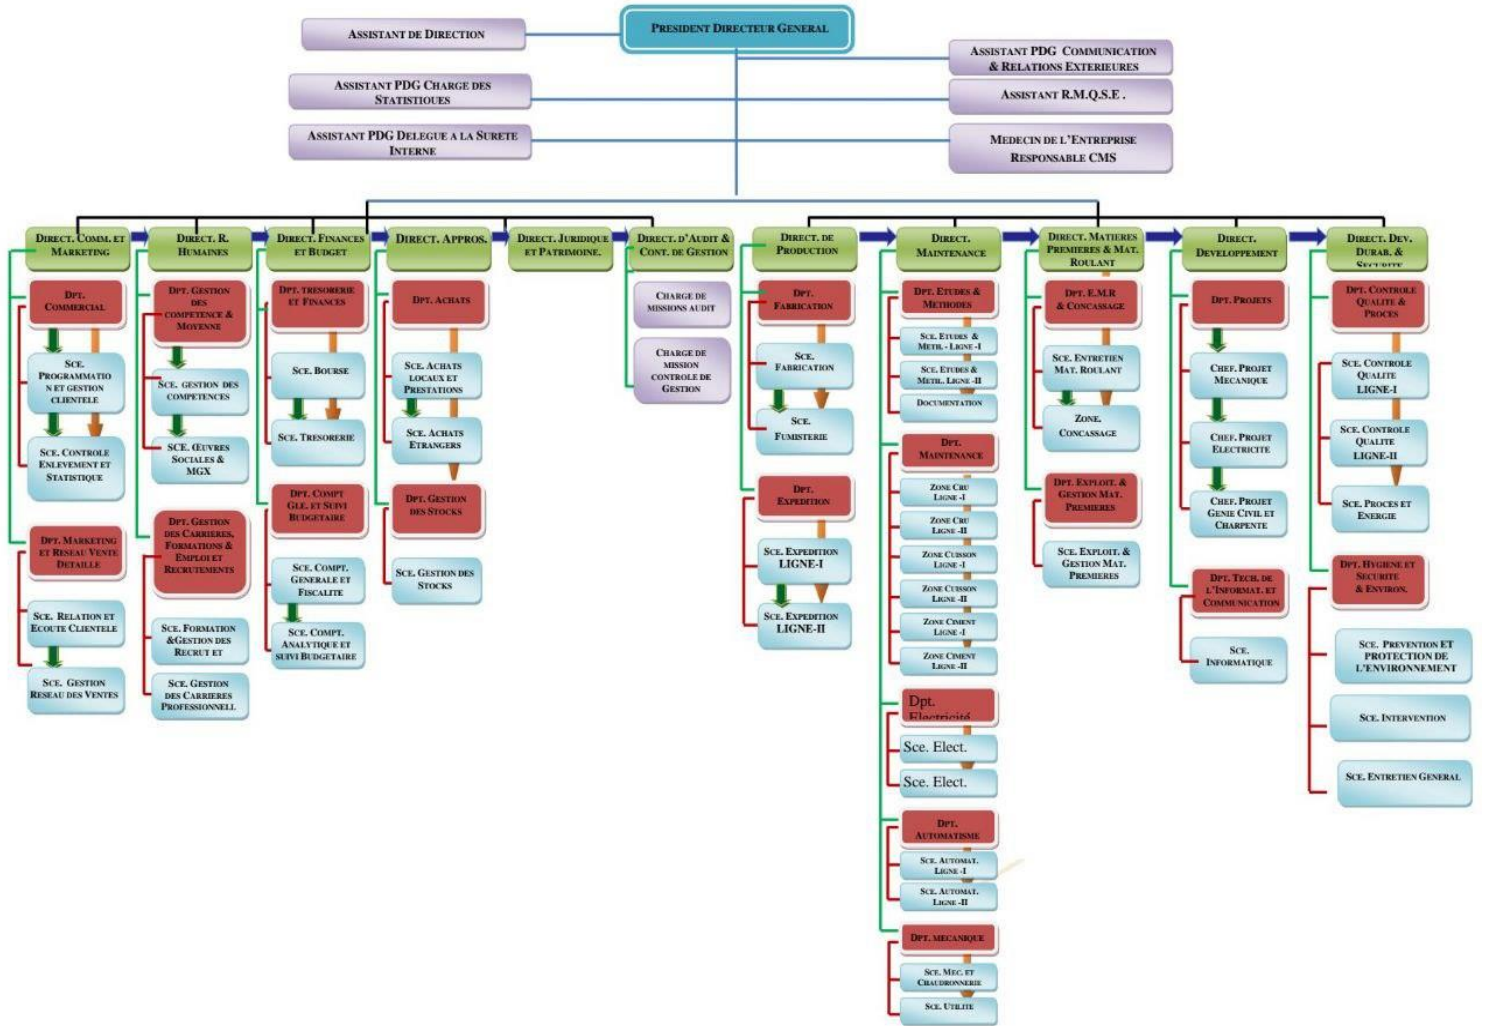 PRESIDENT DIRECTEUR GENERAL
ASSISTANT DE DIRECTION
ASSISTANT PDG COMMUNICATION
& RELATIONS EXTERIEURES
ASSISTANT PDG CHARGE DES
STATISTIQUES
ASSISTANT R.M.Q.S.E .
ASSISTANT PDG DELEGUE A LA SURETE
INTERNE
MEDECIN DE L'ENTREPRISE
RESPONSABLE CMS
DIRECT. COMM. ET
MARKETING
DPT.
COMMERCIAL
SCE.
PROGRAMMATIO
N ET GESTION
CLIENTELE
SCE. CONTROLE
ENLEVEMENT ET
STATISTIQUE
DPT. MARKETING
ET RESEAU VENTE
DETAILLE
SCE. RELATION ET
ECOUTE CLIENTELE
SCE. GESTION
RESEAU DES VENTES
DIRECT. R.
HUMAINES
DPT. GESTION
DES
COMPETENCE &
MOYENNE
SCE. GESTION DES
COMPETENCES
SCE. ŒUVRES
SOCIALES &
MGX
DPT. GESTION
DES CARRIERES,
FORMATIONS &
EMPLOI ET
RECRUTEMENTS
SCE. FORMATION
&GESTION DES
RECRUT ET
SCE. GESTION
DES CARRIERES
PROFESSIONNELL
DIRECT. FINANCES
ET BUDGET
DPT. TRESORERIE
ET FINANCES
SCE. BOURSE
SCE. TRESORERIE
DPT. COMPT
GLE. ET SUIVI
BUDGETAIRE
SCE. COMPT.
GENERALE ET
FISCALITE
SCE. COMPT.
ANALYTIQUE ET
SUIVI BUDGETAIRE
DIRECT. APPROS.
DPT. ACHATS
SCE. ACHATS
LOCAUX ET
PRESTATIONS
SCE. ACHATS
ETRANGERS
DPT. GESTION
DES STOCKS
SCE. GESTION DES
STOCKS
DIRECT. JURIDIQUE
ET PATRIMOINE.
DIRECT. D'AUDIT &
CONT. DE GESTION
CHARGE DE
MISSIONS AUDIT
CHARGE DE
MISSION
CONTROLE DE
GESTION
DIRECT. DE
PRODUCTION
DPT.
FABRICATION
SCE.
FABRICATION
SCE.
FUMISTERIE
DPT.
EXPEDITION
SCE. EXPEDITION
LIGNE-I
SCE. EXPEDITION
LIGNE-II
DIRECT.
MAINTENANCE
DPT. ETUDES &
METHODES
SCE. ETUDES &
METH. - LIGNE -I
SCE. ETUDES &
METH. LIGNE -II
DOCUMENTATION
DPT.
MAINTENANCE
ZONE CRU
LIGNE -I
ZONE CRU
LIGNE -II
ZONE CUISSON
LIGNE -I
ZONE CUISSON
LIGNE -II
ZONE CIMENT
LIGNE -I
ZONE CIMENT
LIGNE -II
Dpt.
Electricité
Sce. Elect.
Sce. Elect.
DPT.
AUTOMATISME
SCE. AUTOMAT.
LIGNE -I
SCE. AUTOMAT.
LIGNE -II
DPT. MECANIQUE
SCE. MEC. ET
CHAUDRONNERIE
SCE. UTILITE
DIRECT. MATIERES
PREMIERES & MAT.
ROULANT
DPT. E.M.R
& CONCASSAGE
SCE. ENTRETIEN
MAT. ROULANT
ZONE.
CONCASSAGE
DPT. EXPLOIT. &
GESTION MAT.
PREMIERES
SCE. EXPLOIT. &
GESTION MAT.
PREMIERES
DIRECT.
DEVELOPPEMENT
DPT. PROJETS
CHEF. PROJET
MECANIQUE
CHEF. PROJET
ELECTRICITE
CHEF. PROJET
GENIE CIVIL ET
CHARPENTE
DPT. TECH. DE
L'INFORMAT. ET
COMMUNICATION
SCE.
INFORMATIQUE
DIRECT. DEV.
DURAB. &
SECURITE
DPT. CONTROLE
QUALITE &
PROCES
SCE. CONTROLE
QUALITE
LIGNE-I
SCE. CONTROLE
QUALITE
LIGNE-II
SCE. PROCES ET
ENERGIE
DPT. HYGIENE ET
SECURITE
& ENVIRON.
SCE. PREVENTION ET
PROTECTION DE
L'ENVIRONNEMENT
SCE. INTERVENTION
SCE. ENTRETIEN GENERAL